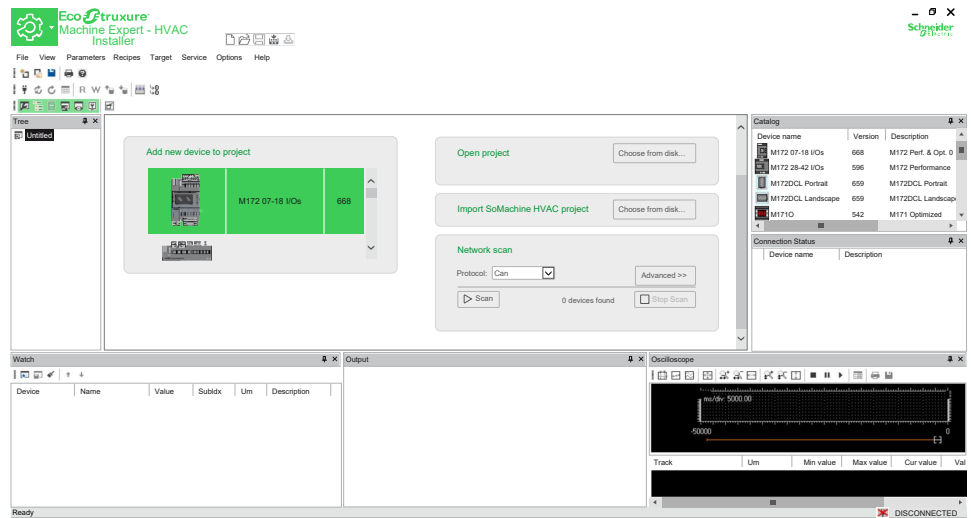 EcoStruxure
Machine Expert - HVAC
Installer
Schneider
Electric
File View Parameters Recipes Target Service Options Help
R W
Tree
Untitled
Add new device to project
M172 07-18 I/Os 668
Open project Choose from disk...
Import SoMachine HVAC project Choose from disk...
Network scan
Protocol: Can Advanced >>
Scan 0 devices found Stop Scan
Catalog
Device name Version Description
M172 07-18 I/Os 668 M172 Perf. & Opt. 0
M172 28-42 I/Os 596 M172 Performance
M172DCL Portrait 659 M172DCL Portrait
M172DCL Landscape 659 M172DCL Landscap
M171O 542 M171 Optimized
Connection Status
Device name Description
Watch
Device Name Value SubIdx Um Description
Output
Oscilloscope
ms/div: 5000.00
-50000 0
Track Um Min value Max value Cur value Val
Ready DISCONNECTED